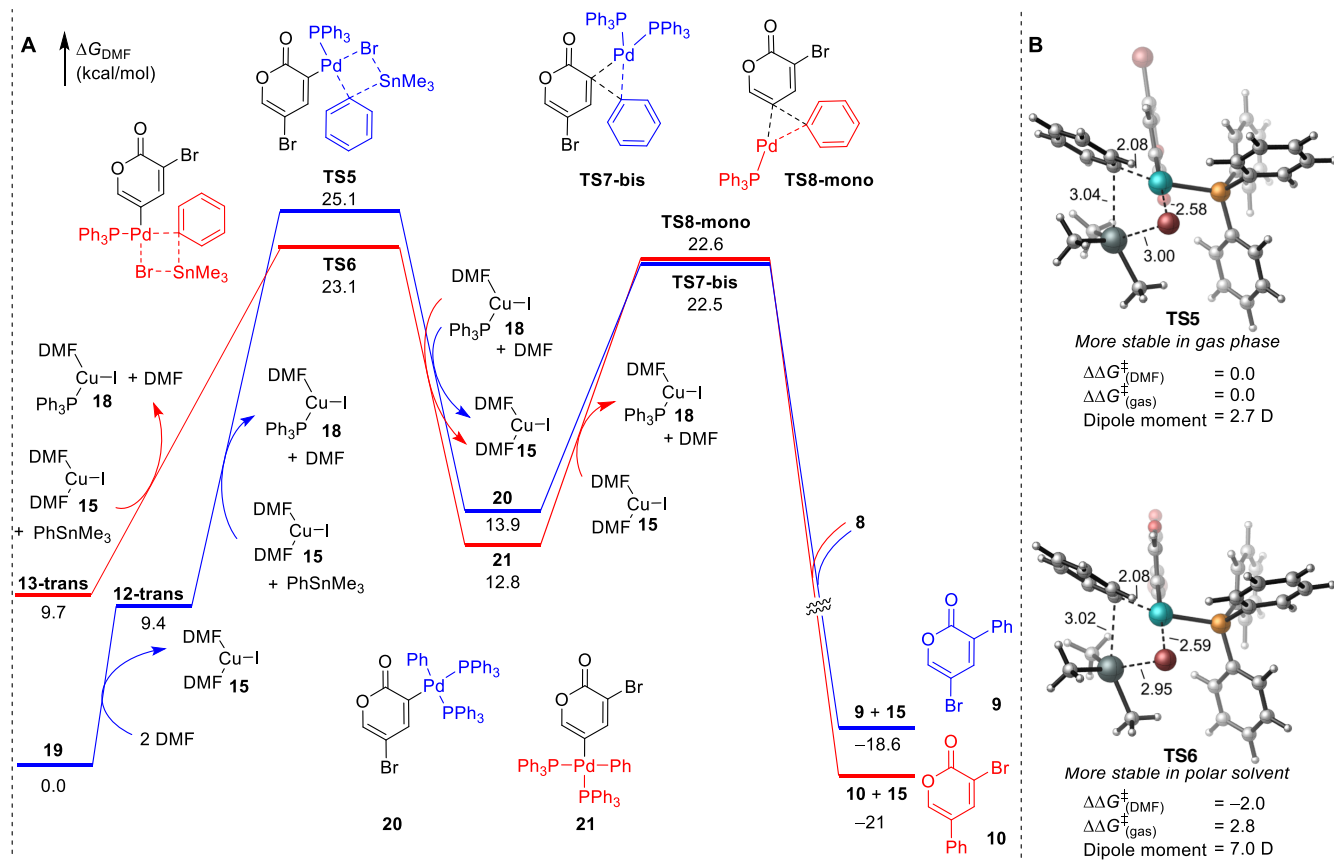 A
ΔG DMF
(kcal/mol)
O
O
Br
Ph3P
Pd
Br
SnMe3
O
O
PPh3
Pd
Br
SnMe3
Br
TS5
25.1
TS6
23.1
O
O
Ph3P
PPh3
Pd
Br
TS7-bis
O
O
Br
Pd
Ph3P
TS8-mono
TS8-mono
22.6
TS7-bis
22.5
DMF
Cu
I
Ph3P
18
+ DMF
DMF
Cu
I
DMF
15
+ PhSnMe3
13-trans
9.7
12-trans
9.4
DMF
Cu
I
DMF
15
19
0.0
2 DMF
DMF
Cu
I
Ph3P
18
+ DMF
DMF
Cu
I
DMF
15
+ PhSnMe3
DMF
Cu
I
Ph3P
18
+ DMF
DMF
Cu
I
DMF
15
20
13.9
21
12.8
DMF
Cu
I
Ph3P
18
+ DMF
DMF
Cu
I
DMF
15
8
O
O
Ph
PPh3
Pd
PPh3
Br
20
O
O
Br
Ph3P
Pd
Ph
PPh3
21
O
O
Ph
Br
9
9 + 15
−18.6
10 + 15
−21
O
O
Br
Ph
10
B
2.08
3.04
2.58
3.00
TS5
More stable in gas phase
ΔΔG‡(DMF) = 0.0
ΔΔG‡(gas) = 0.0
Dipole moment = 2.7 D
2.08
3.02
2.59
2.95
TS6
More stable in polar solvent
ΔΔG‡(DMF) = −2.0
ΔΔG‡(gas) = 2.8
Dipole moment = 7.0 D